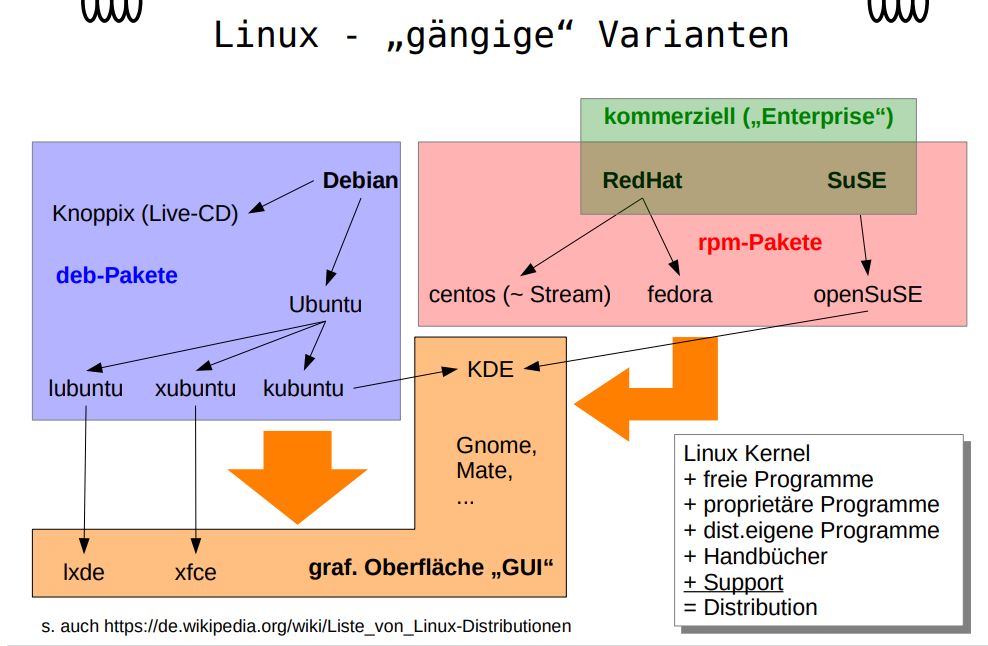 Linux - „gängige“ Varianten
kommerziell („Enterprise“)
Debian
RedHat
SuSE
Knoppix (Live-CD)
rpm-Pakete
deb-Pakete
Ubuntu
centos (~ Stream)
fedora
openSuSE
lubuntu
xubuntu
kubuntu
KDE
Gnome,
Mate,
...
lxde
xfce
graf. Oberfläche „GUI“
Linux Kernel
+ freie Programme
+ proprietäre Programme
+ dist.eigene Programme
+ Handbücher
+ Support
= Distribution
s. auch https://de.wikipedia.org/wiki/Liste_von_Linux-Distributionen